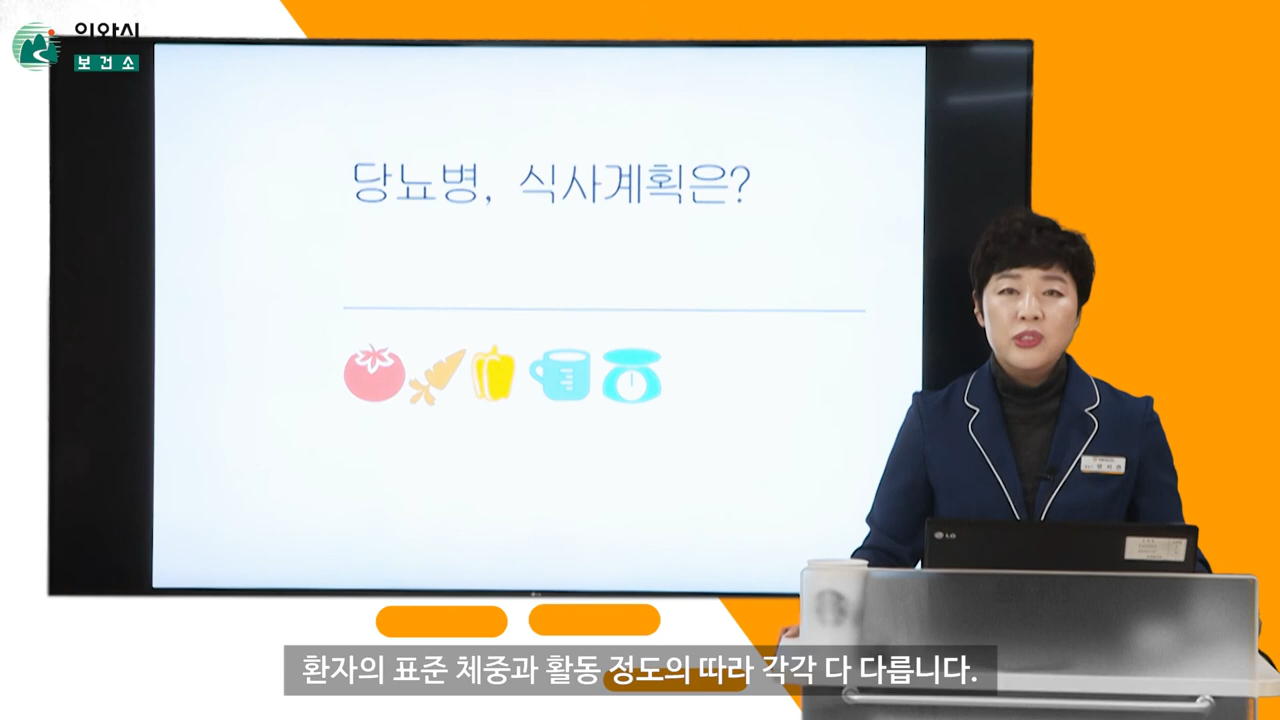 의왕시
보건소
당뇨병, 식사계획은?
LG
환자의 표준 체중과 활동 정도의 따라 각각 다 다릅니다.